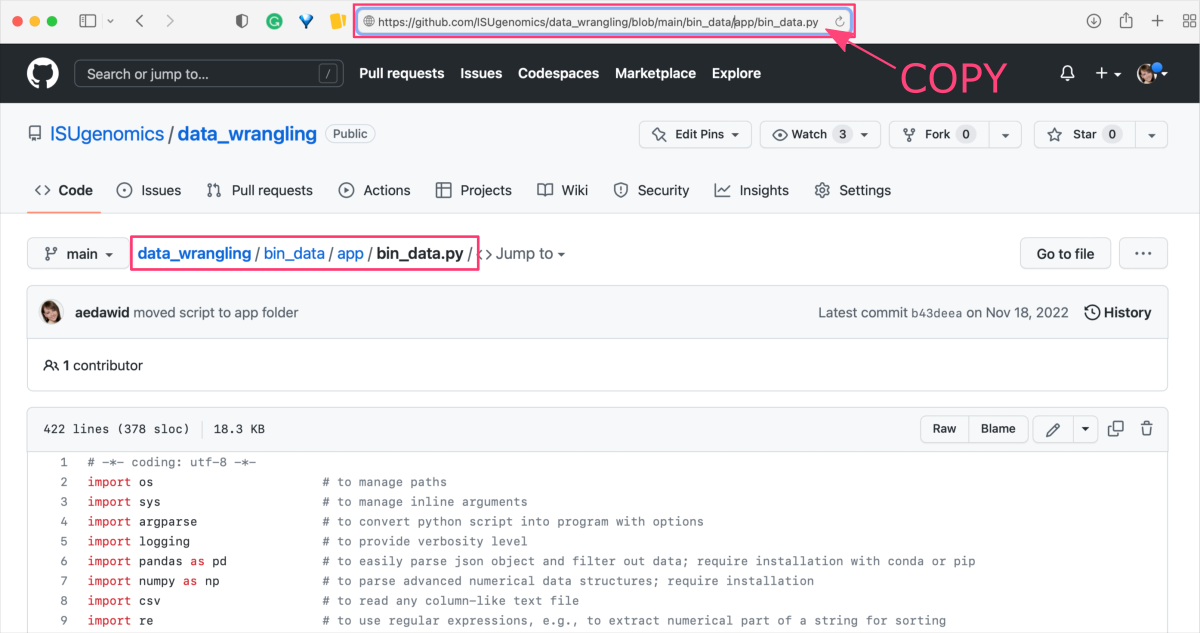 https://github.com/ISUgenomics/data_wrangling/blob/main/bin_data/app/bin_data.py
COPY
Search or jump to... / Pull requests Issues Codespaces Marketplace Explore
ISUgenomics / data_wrangling Public Edit Pins Watch 3 Fork 0 Star 0
Code Issues Pull requests Actions Projects Wiki Security Insights Settings
main data_wrangling / bin_data / app / bin_data.py / <> Jump to Go to file ...
aedawid moved script to app folder Latest commit b43deea on Nov 18, 2022 History
1 contributor
422 lines (378 sloc) 18.3 KB Raw Blame
1 # -*- coding: utf-8 -*-
2 import os # to manage paths
3 import sys # to manage inline arguments
4 import argparse # to convert python script into program with options
5 import logging # to provide verbosity level
6 import pandas as pd # to easily parse json object and filter out data; require installation with conda or pip
7 import numpy as np # to parse advanced numerical data structures; require installation
8 import csv # to read any column-like text file
9 import re # to use regular expressions, e.g., to extract numerical part of a string for sorting